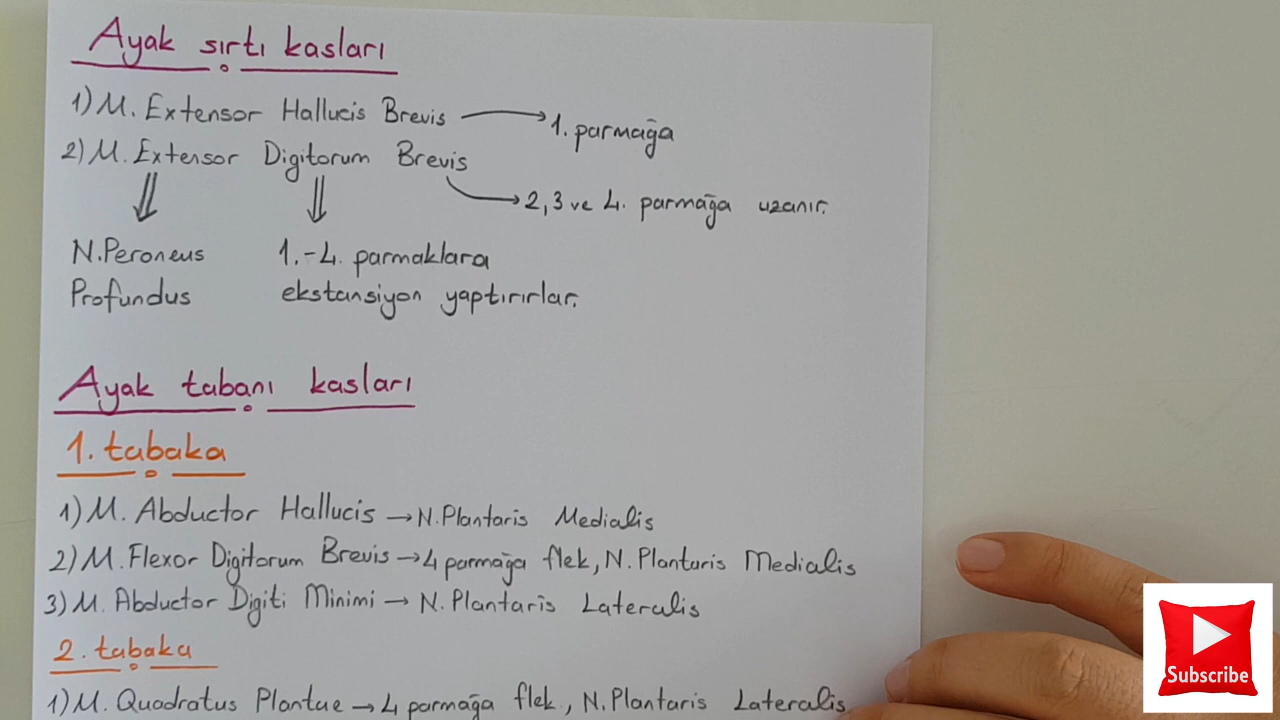 Ayak sırtı kasları
1) M. Extensor Hallucis Brevis → 1. parmağa
2) M. Extensor Digitorum Brevis → 2, 3 ve 4. parmağa uzanır.
⇓ ⇓
N. Peroneus Profundus
1.-4. parmaklara ekstansiyon yaptırırlar.
Ayak tabanı kasları
1. tabaka
1) M. Abductor Hallucis → N. Plantaris Medialis
2) M. Flexor Digitorum Brevis → 4 parmağa flek, N. Plantaris Medialis
3) M. Abductor Digiti Minimi → N. Plantaris Lateralis
2. tabaka
1) M. Quadratus Plantae → 4 parmağa flek., N. Plantaris Lateralis
Subscribe